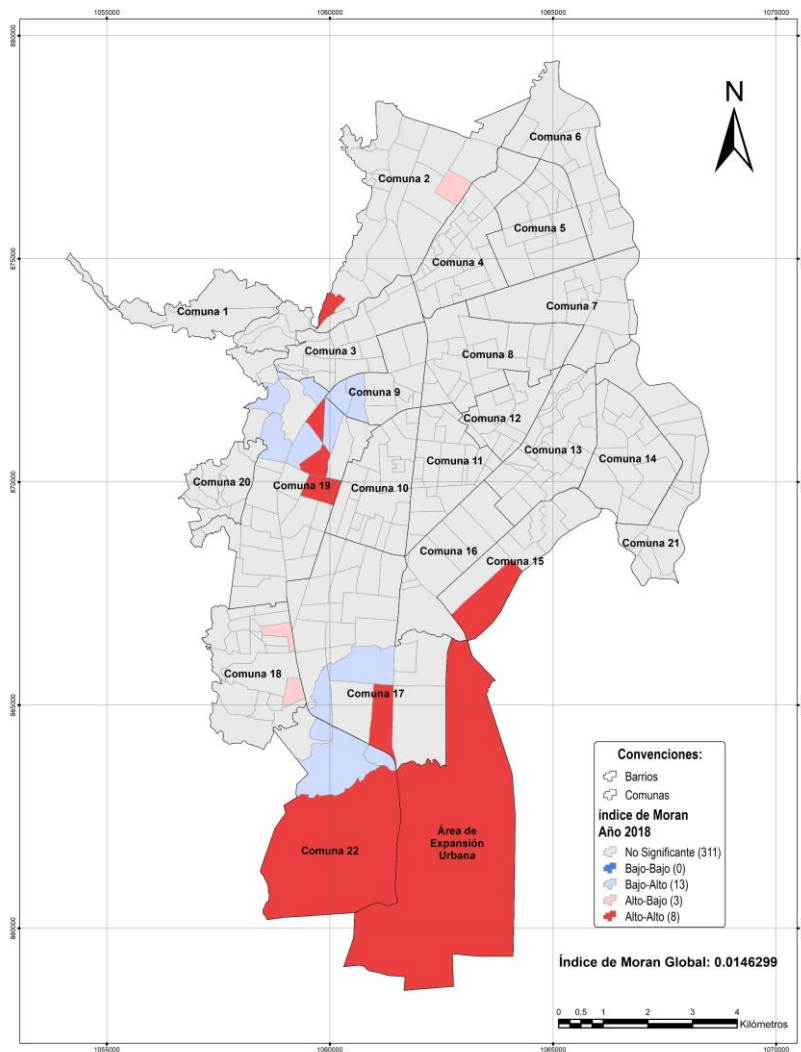 1055000
1060000
1065000
1070000
880000
875000
870000
865000
860000
N
Comuna 6
Comuna 2
Comuna 5
Comuna 4
Comuna 1
Comuna 7
Comuna 3
Comuna 8
Comuna 9
Comuna 12
Comuna 13
Comuna 11
Comuna 14
Comuna 20
Comuna 19
Comuna 10
Comuna 16
Comuna 15
Comuna 21
Comuna 18
Comuna 17
Comuna 22
Área de
Expansión
Urbana
Convenciones:
Barrios
Comunas
índice de Moran
Año 2018
No Significante (311)
Bajo-Bajo (0)
Bajo-Alto (13)
Alto-Bajo (3)
Alto-Alto (8)
Índice de Moran Global: 0.0146299
0 0,5 1 2 3 4
Kilómetros
1055000
1060000
1065000
1070000